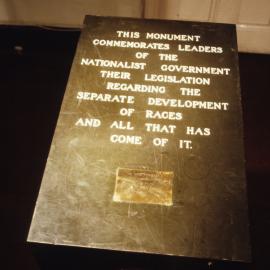 THIS MONUMENT
COMMEMORATES LEADERS
OF THE
NATIONALIST GOVERNMENT
THEIR LEGISLATION
REGARDING THE
SEPARATE DEVELOPMENT
OF RACES
AND ALL THAT HAS
COME OF IT.